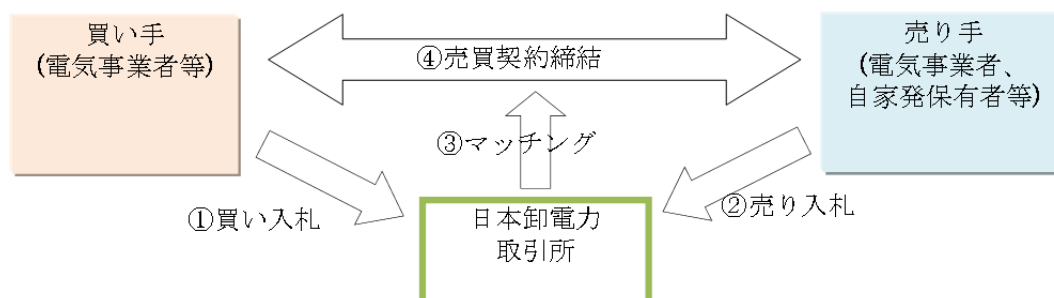 買い手
(電気事業者等)
④売買契約締結
売り手
(電気事業者、
自家発保有者等)
③マッチング
①買い入札
②売り入札
日本卸電力
取引所